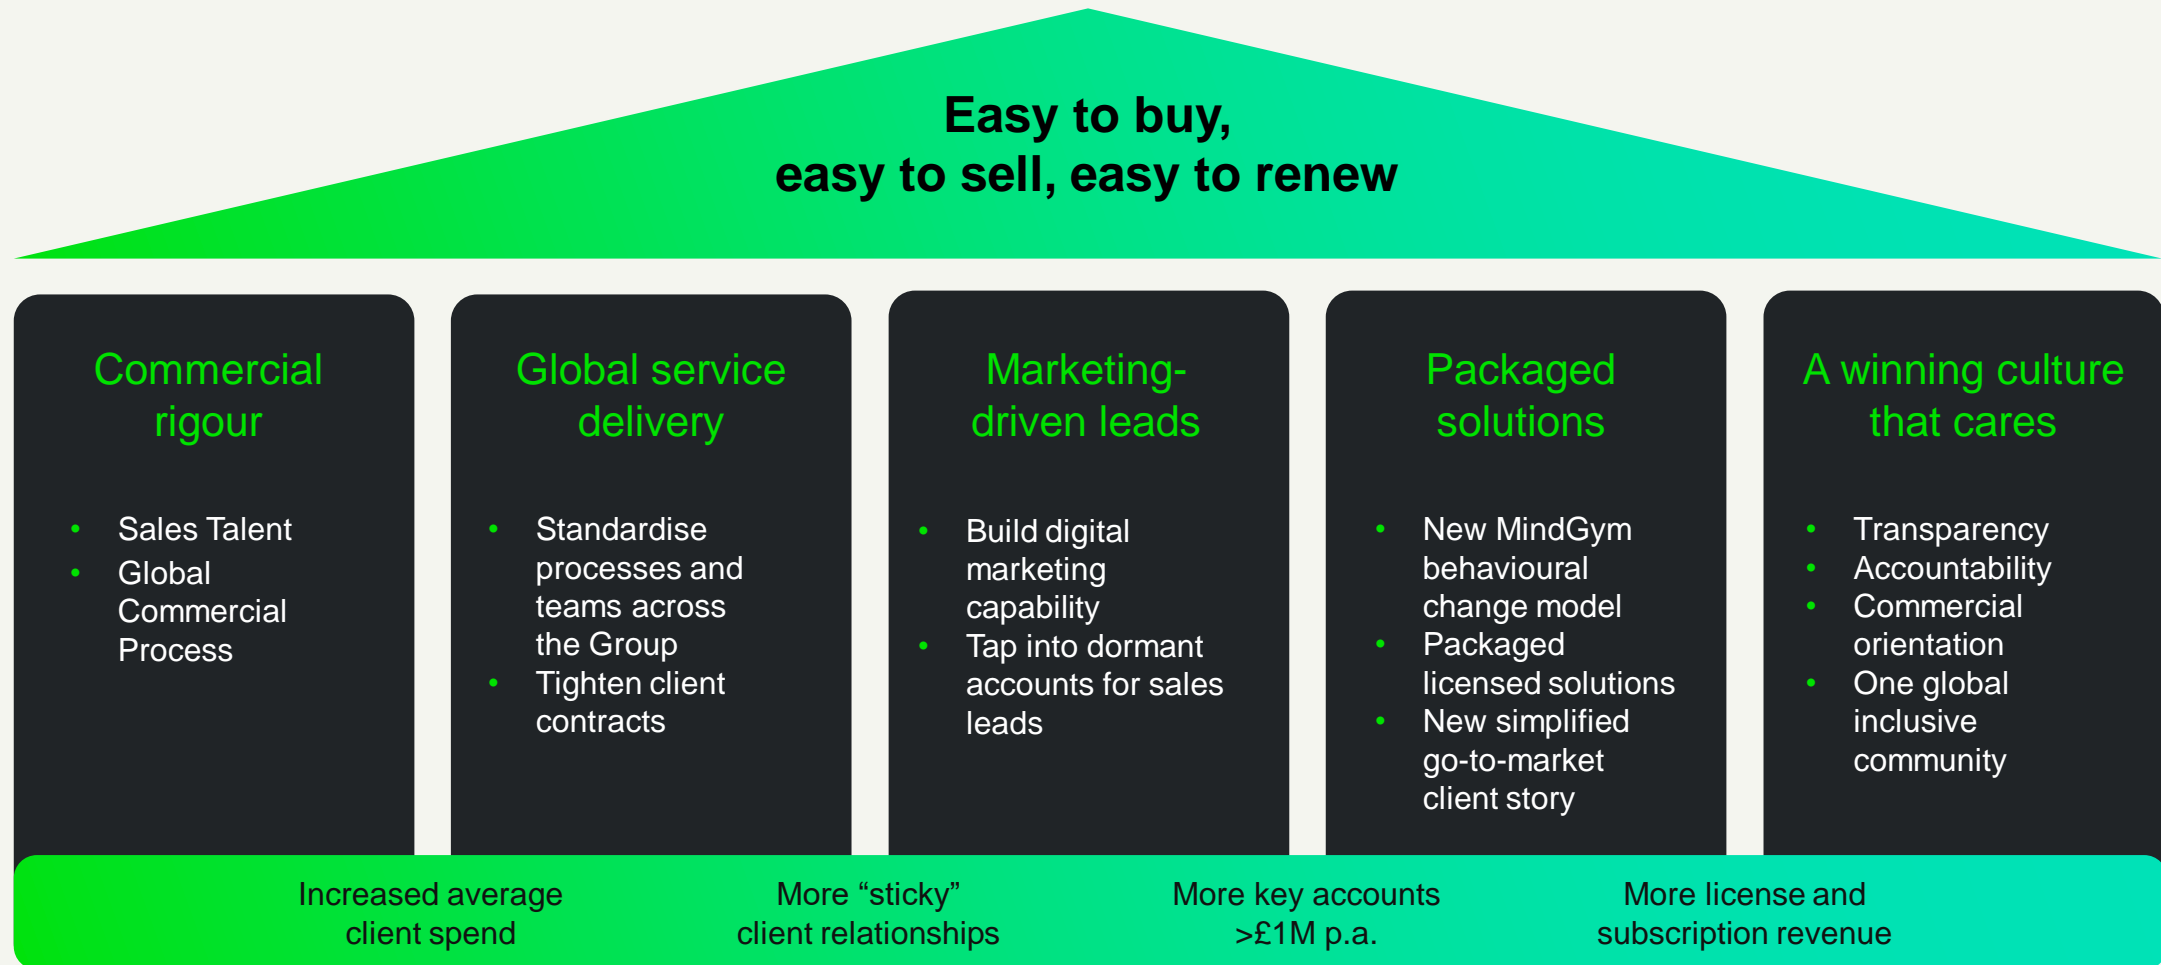 Easy to buy,
easy to sell, easy to renew
Commercial
rigour
• Sales Talent
• Global
Commercial
Process
Global service
delivery
• Standardise
processes and
teams across
the Group
• Tighten client
contracts
Marketing-
driven leads
• Build digital
marketing
capability
• Tap into dormant
accounts for sales
leads
Packaged
solutions
• New MindGym
behavioural
change model
• Packaged
licensed solutions
• New simplified
go-to-market
client story
A winning culture
that cares
• Transparency
• Accountability
• Commercial
orientation
• One global
inclusive
community
Increased average
client spend
More “sticky”
client relationships
More key accounts
>£1M p.a.
More license and
subscription revenue